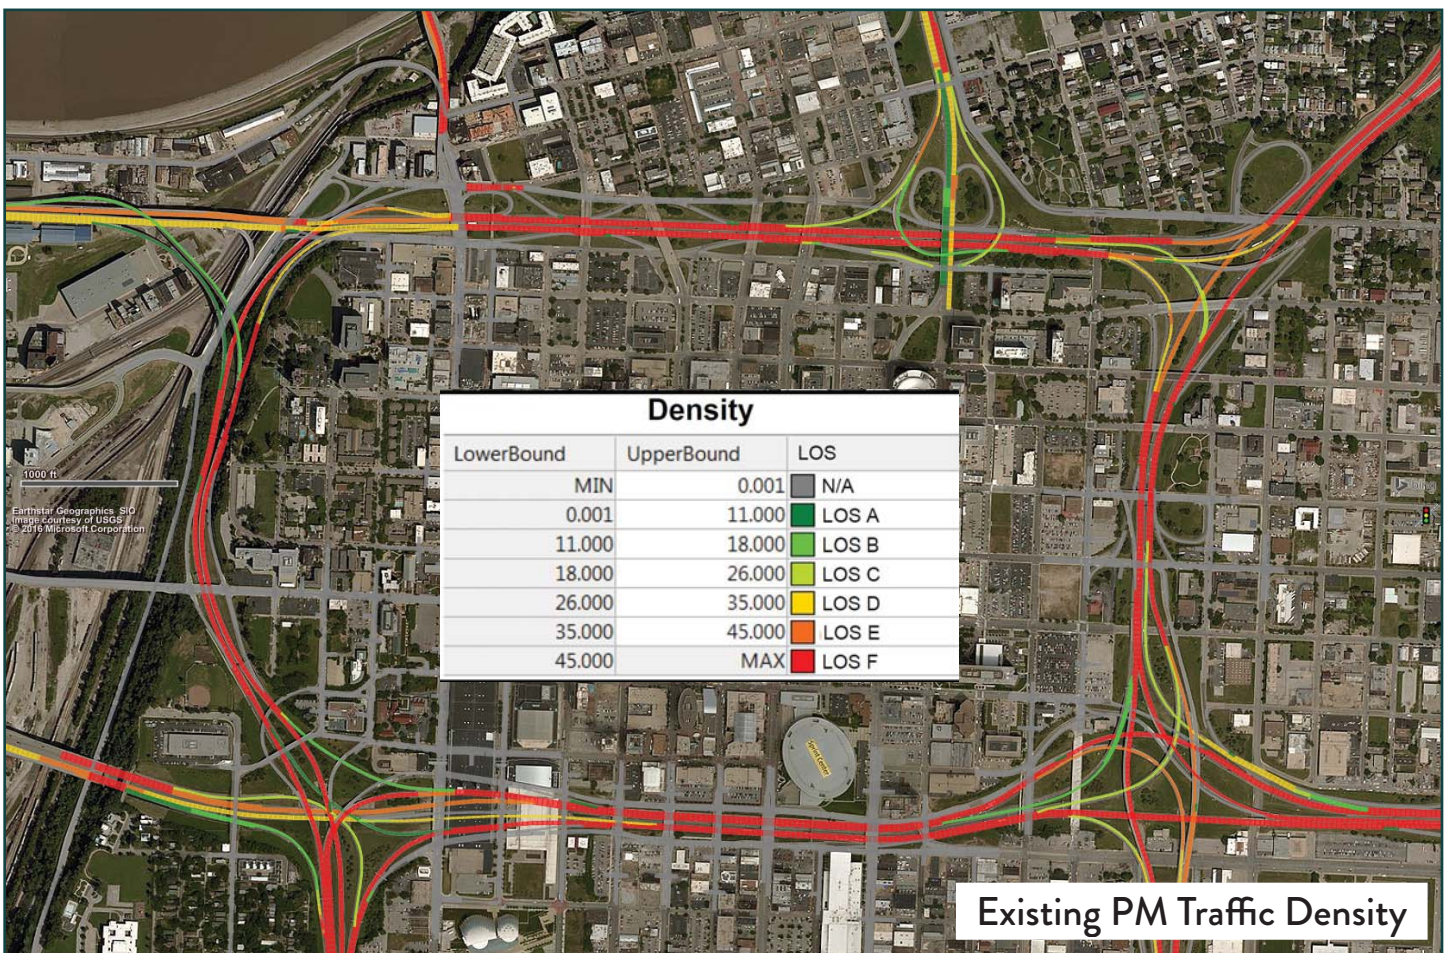 Density
LowerBound UpperBound LOS
MIN 0.001 N/A
0.001 11.000 LOS A
11.000 18.000 LOS B
18.000 26.000 LOS C
26.000 35.000 LOS D
35.000 45.000 LOS E
45.000 MAX LOS F
1000 ft
Earthstar Geographics SIO
Image courtesy of USGS
© 2016 Microsoft Corporation
Sprint Center
Existing PM Traffic Density